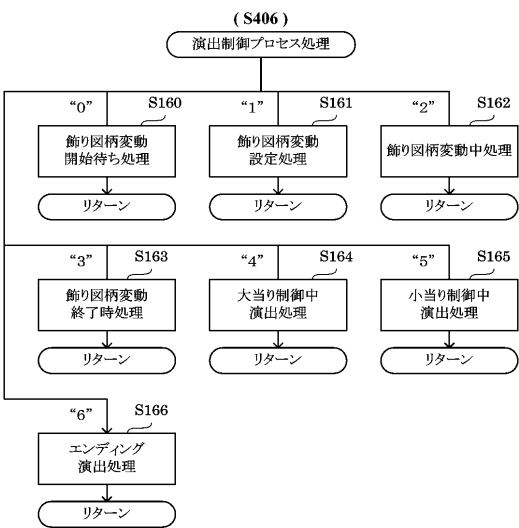 ( S406 )
演出制御プロセス処理
“0”
S160
“1”
S161
“2”
S162
飾り図柄変動
開始待ち処理
飾り図柄変動
設定処理
飾り図柄変動中処理
リターン
リターン
リターン
“3”
S163
“4”
S164
“5”
S165
飾り図柄変動
終了時処理
大当り制御中
演出処理
小当り制御中
演出処理
リターン
リターン
リターン
“6”
S166
エンディング
演出処理
リターン